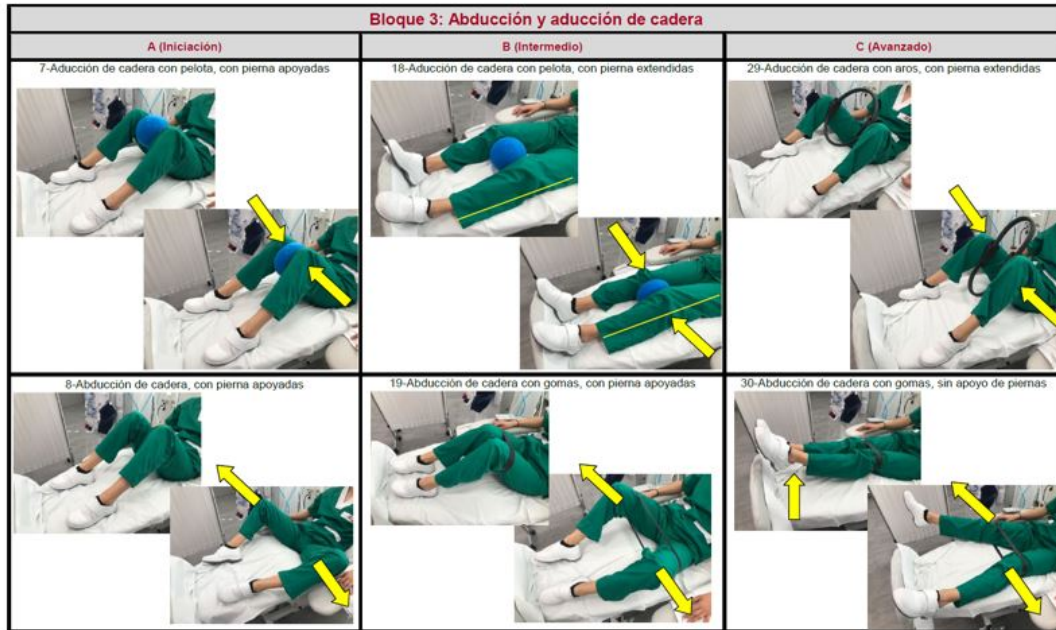 Bloque 3: Abducción y aducción de cadera
A (Iniciación)
B (Intermedio)
C (Avanzado)
7-Aducción de cadera con pelota, con pierna apoyadas
18-Aducción de cadera con pelota, con pierna extendidas
29-Aducción de cadera con aros, con pierna extendidas
8-Abducción de cadera, con pierna apoyadas
19-Abducción de cadera con gomas, con pierna apoyadas
30-Abducción de cadera con gomas, sin apoyo de piernas